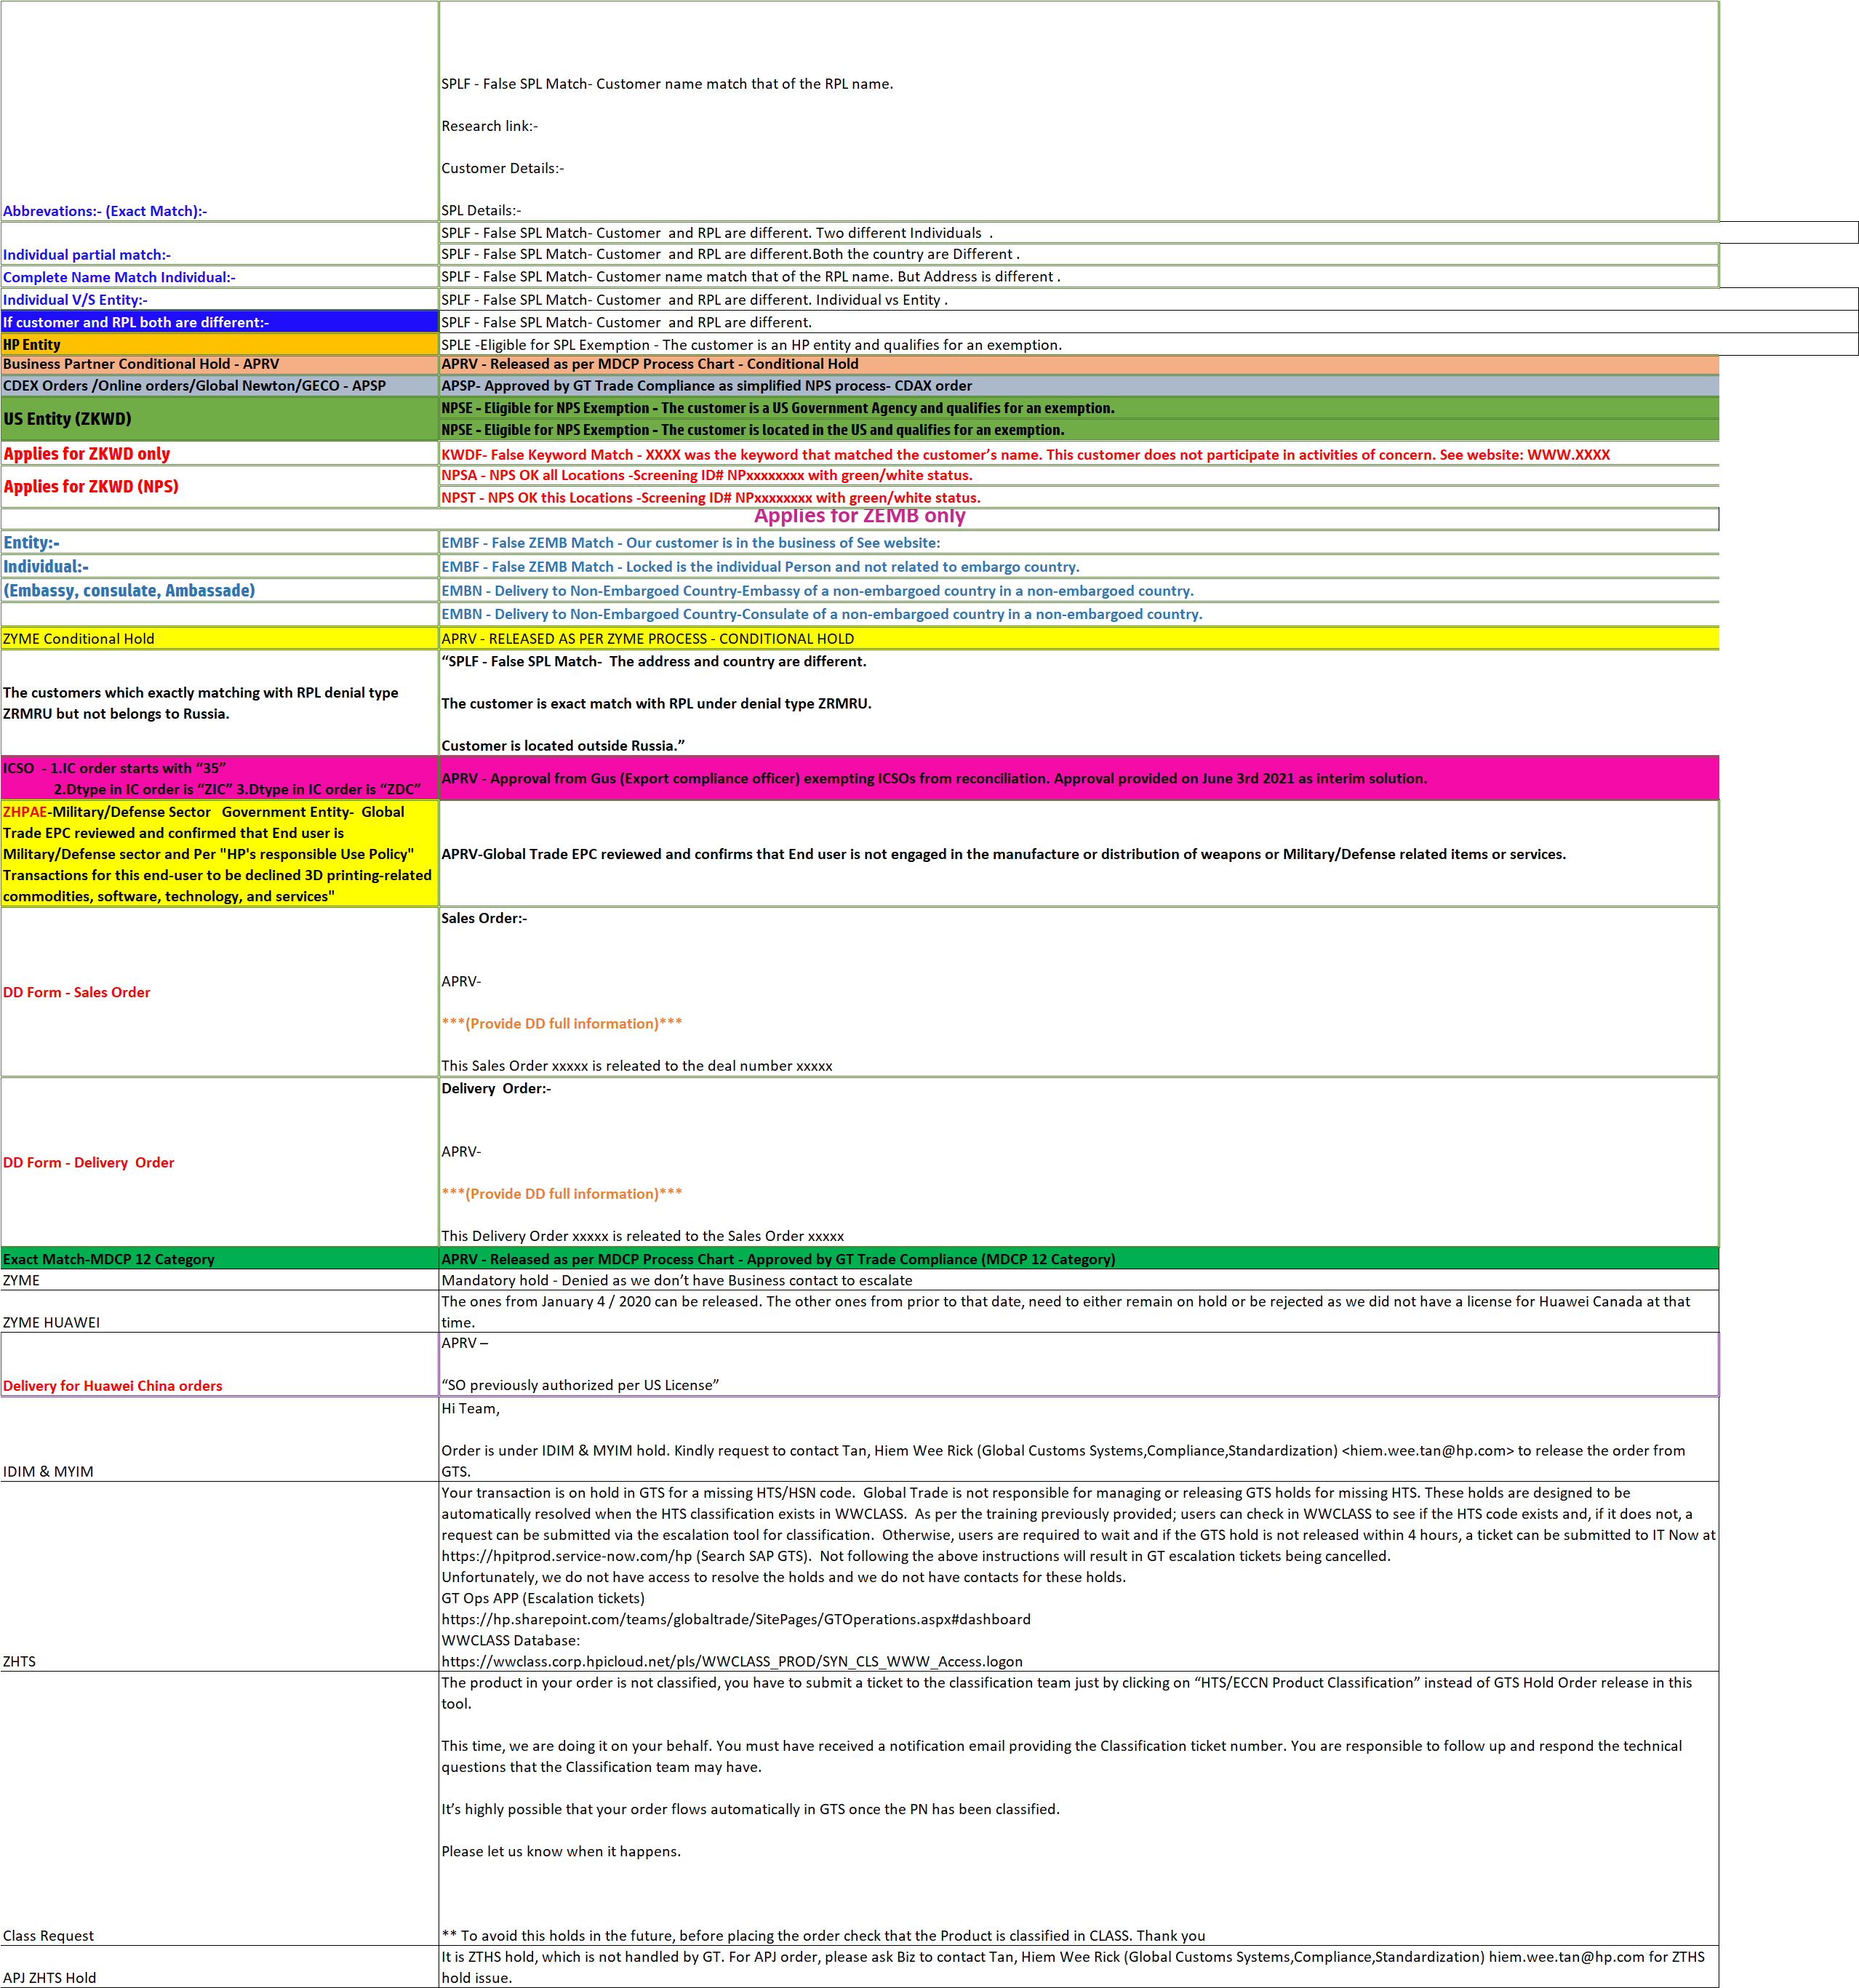 SPLF - False SPL Match- Customer name match that of the RPL name.
Research link:-
Customer Details:-
Abbrevations:- (Exact Match):-
SPL Details:-
SPLF - False SPL Match- Customer  and RPL are different. Two different Individuals  .
Individual partial match:-
SPLF - False SPL Match- Customer  and RPL are different.Both the country are Different .
Complete Name Match Individual:-
SPLF - False SPL Match- Customer name match that of the RPL name. But Address is different .
Individual V/S Entity:-
SPLF - False SPL Match- Customer  and RPL are different. Individual vs Entity .
If customer and RPL both are different:-
SPLF - False SPL Match- Customer  and RPL are different.
HP Entity
SPLE -Eligible for SPL Exemption - The customer is an HP entity and qualifies for an exemption.
Business Partner Conditional Hold - APRV
APRV - Released as per MDCP Process Chart - Conditional Hold
CDEX Orders /Online orders/Global Newton/GECO - APSP
APSP- Approved by GT Trade Compliance as simplified NPS process- CDAX order
US Entity (ZKWD)
NPSE - Eligible for NPS Exemption - The customer is a US Government Agency and qualifies for an exemption.
NPSE - Eligible for NPS Exemption - The customer is located in the US and qualifies for an exemption.
Applies for ZKWD only
KWDF- False Keyword Match - XXXX was the keyword that matched the customer’s name. This customer does not participate in activities of concern. See website: WWW.XXXX
Applies for ZKWD (NPS)
NPSA - NPS OK all Locations -Screening ID# NPxxxxxxxx with green/white status.
NPST - NPS OK this Locations -Screening ID# NPxxxxxxxx with green/white status.
Applies for ZEMB only
Entity:-
EMBF - False ZEMB Match - Our customer is in the business of See website:
Individual:-
EMBF - False ZEMB Match - Locked is the individual Person and not related to embargo country.
(Embassy, consulate, Ambassade)
EMBN - Delivery to Non-Embargoed Country-Embassy of a non-embargoed country in a non-embargoed country.
EMBN - Delivery to Non-Embargoed Country-Consulate of a non-embargoed country in a non-embargoed country.
ZYME Conditional Hold
APRV - RELEASED AS PER ZYME PROCESS - CONDITIONAL HOLD
The customers which exactly matching with RPL denial type
ZRMRU but not belongs to Russia.
“SPLF - False SPL Match-  The address and country are different.
The customer is exact match with RPL under denial type ZRMRU.
Customer is located outside Russia.”
ICSO  - 1.IC order starts with “35”
2.Dtype in IC order is “ZIC” 3.Dtype in IC order is “ZDC”
APRV - Approval from Gus (Export compliance officer) exempting ICSOs from reconciliation. Approval provided on June 3rd 2021 as interim solution.
ZHPAE-Military/Defense Sector   Government Entity-  Global
Trade EPC reviewed and confirmed that End user is
Military/Defense sector and Per "HP's responsible Use Policy"
Transactions for this end-user to be declined 3D printing-related
commodities, software, technology, and services"
APRV-Global Trade EPC reviewed and confirms that End user is not engaged in the manufacture or distribution of weapons or Military/Defense related items or services.
DD Form - Sales Order
Sales Order:-
APRV-
***(Provide DD full information)***
This Sales Order xxxxx is releated to the deal number xxxxx
DD Form - Delivery  Order
Delivery  Order:-
APRV-
***(Provide DD full information)***
This Delivery Order xxxxx is releated to the Sales Order xxxxx
Exact Match-MDCP 12 Category
APRV - Released as per MDCP Process Chart - Approved by GT Trade Compliance (MDCP 12 Category)
ZYME
Mandatory hold - Denied as we don’t have Business contact to escalate
ZYME HUAWEI
The ones from January 4 / 2020 can be released. The other ones from prior to that date, need to either remain on hold or be rejected as we did not have a license for Huawei Canada at that
time.
Delivery for Huawei China orders
APRV –
“SO previously authorized per US License”
IDIM & MYIM
Hi Team,
Order is under IDIM & MYIM hold. Kindly request to contact Tan, Hiem Wee Rick (Global Customs Systems,Compliance,Standardization) <hiem.wee.tan@hp.com> to release the order from
GTS.
ZHTS
Your transaction is on hold in GTS for a missing HTS/HSN code.  Global Trade is not responsible for managing or releasing GTS holds for missing HTS. These holds are designed to be
automatically resolved when the HTS classification exists in WWCLASS.  As per the training previously provided; users can check in WWCLASS to see if the HTS code exists and, if it does not, a
request can be submitted via the escalation tool for classification.  Otherwise, users are required to wait and if the GTS hold is not released within 4 hours, a ticket can be submitted to IT Now at
https://hpitprod.service-now.com/hp (Search SAP GTS).  Not following the above instructions will result in GT escalation tickets being cancelled.
Unfortunately, we do not have access to resolve the holds and we do not have contacts for these holds.
GT Ops APP (Escalation tickets)
https://hp.sharepoint.com/teams/globaltrade/SitePages/GTOperations.aspx#dashboard
WWCLASS Database:
https://wwclass.corp.hpicloud.net/pls/WWCLASS_PROD/SYN_CLS_WWW_Access.logon
Class Request
The product in your order is not classified, you have to submit a ticket to the classification team just by clicking on “HTS/ECCN Product Classification” instead of GTS Hold Order release in this
tool.
This time, we are doing it on your behalf. You must have received a notification email providing the Classification ticket number. You are responsible to follow up and respond the technical
questions that the Classification team may have.
It’s highly possible that your order flows automatically in GTS once the PN has been classified.
Please let us know when it happens.
** To avoid this holds in the future, before placing the order check that the Product is classified in CLASS. Thank you
APJ ZHTS Hold
It is ZTHS hold, which is not handled by GT. For APJ order, please ask Biz to contact Tan, Hiem Wee Rick (Global Customs Systems,Compliance,Standardization) hiem.wee.tan@hp.com for ZTHS
hold issue.